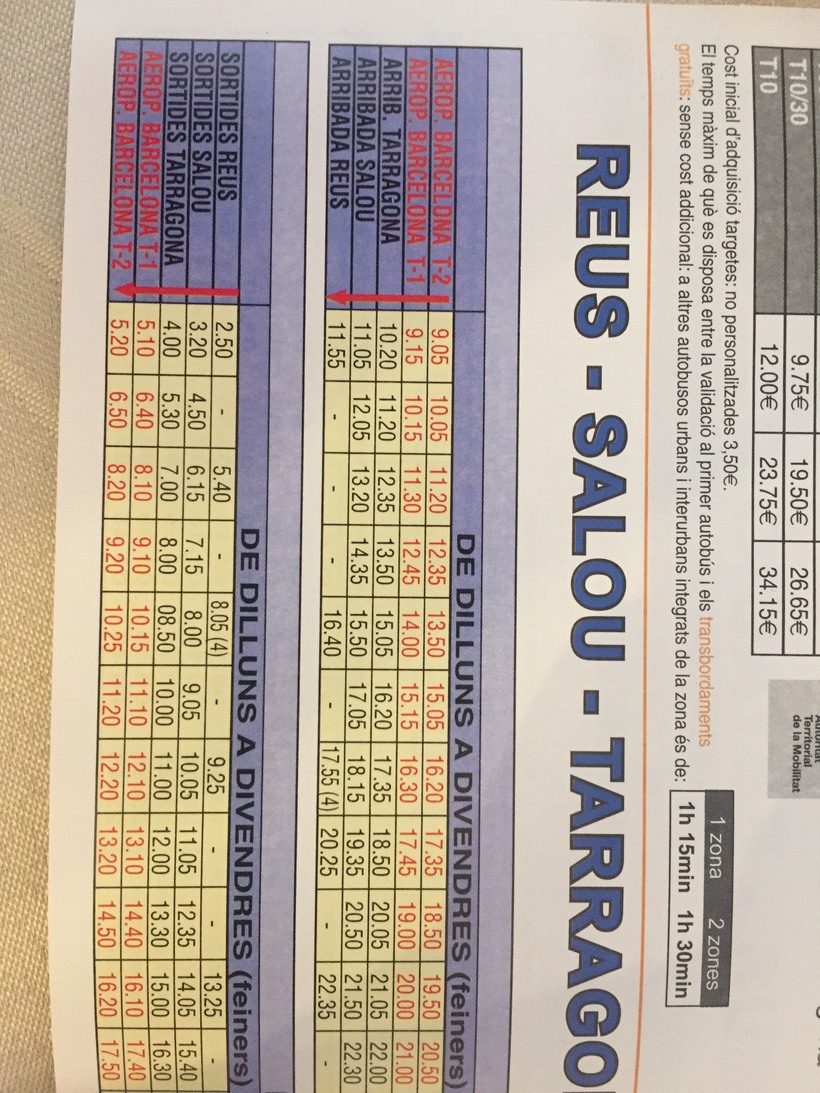 T10/30 9.75€ 19.50€ 26.65€
T10 12.00€ 23.75€ 34.15€
Autoritat
Territorial
de la Mobilitat
Cost inicial d'adquisició targetes: no personalitzades 3,50€.
El temps màxim de què es disposa entre la validació al primer autobús i els transbordaments
gratuïts: sense cost addicional: a altres autobusos urbans i interurbans integrats de la zona és de:
1 zona 2 zones
1h 15min 1h 30min
REUS - SALOU - TARRAGO
DE DILLUNS A DIVENDRES (feiners)
AEROP. BARCELONA T-2 9.05 10.05 11.20 12.35 13.50 15.05 16.20 17.35 18.50 19.50 20.50
AEROP. BARCELONA T-1 9.15 10.15 11.30 12.45 14.00 15.15 16.30 17.45 19.00 20.00 21.00
ARRIB. TARRAGONA 10.20 11.20 12.35 13.50 15.05 16.20 17.35 18.50 20.05 21.05 22.00
ARRIBADA SALOU 11.05 12.05 13.20 14.35 15.50 17.05 18.15 19.35 20.50 21.50 22.30
ARRIBADA REUS 11.55 - - - 16.40 - 17.55 (4) 20.25 - 22.35 -
DE DILLUNS A DIVENDRES (feiners)
SORTIDES REUS 2.50 - 5.40 - 8.05 (4) - 9.25 - - 13.25 -
SORTIDES SALOU 3.20 4.50 6.15 7.15 8.00 9.05 10.05 11.05 12.35 14.05 15.40
SORTIDES TARRAGONA 4.00 5.30 7.00 8.00 08.50 10.00 11.00 12.00 13.30 15.00 16.30
AEROP. BARCELONA T-1 5.10 6.40 8.10 9.10 10.15 11.10 12.10 13.10 14.40 16.10 17.40
AEROP. BARCELONA T-2 5.20 6.50 8.20 9.20 10.25 11.20 12.20 13.20 14.50 16.20 17.50